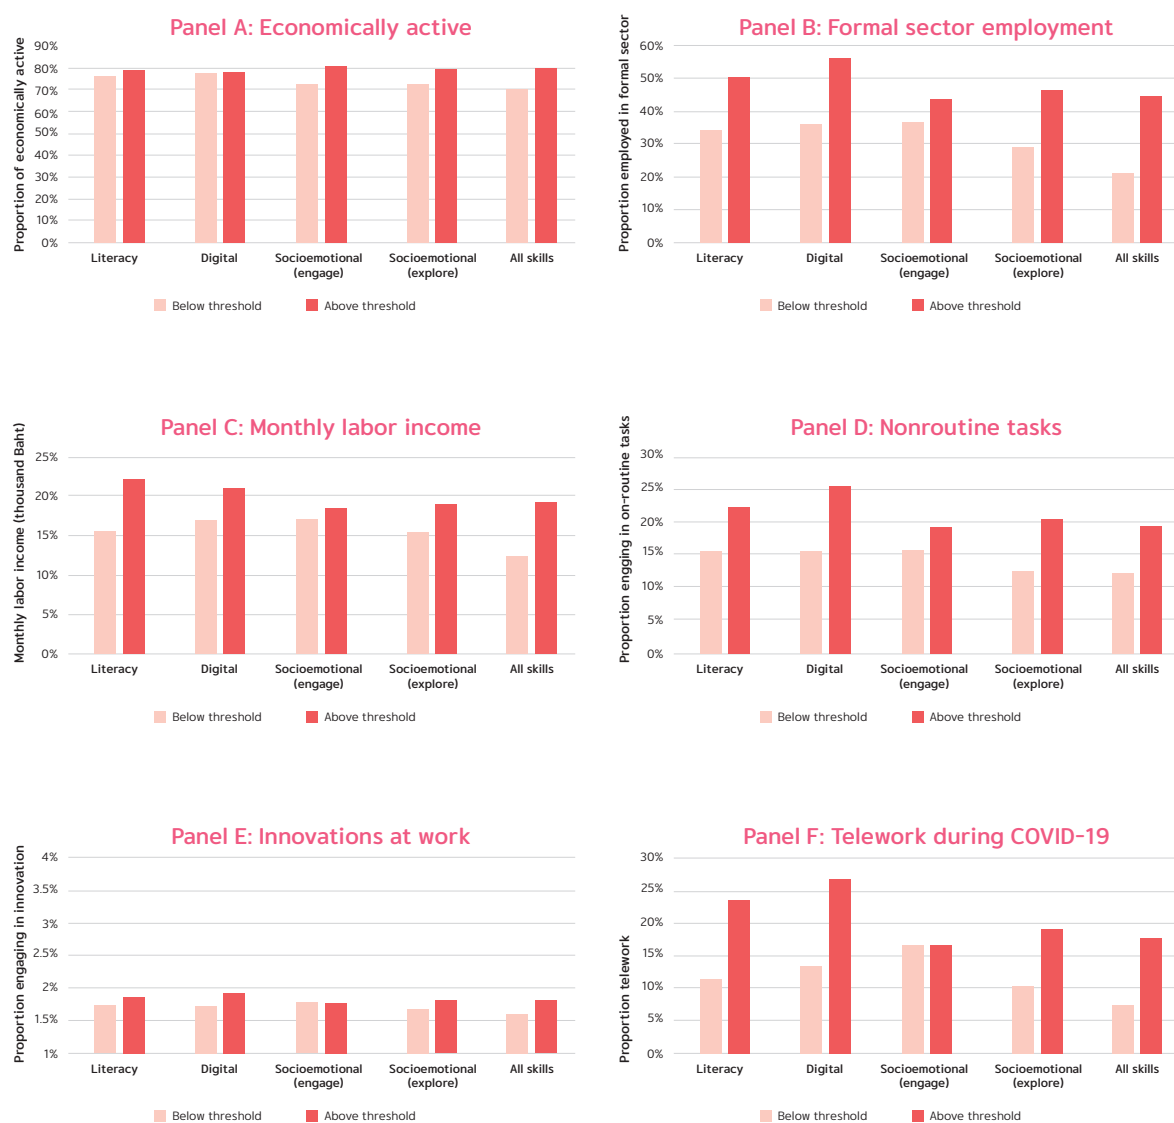 Panel A: Economically active
Proportion of economically active
90%
80%
70%
60%
50%
40%
30%
20%
10%
0%
Literacy
Digital
Socioemotional
(engage)
Socioemotional
(explore)
All skills
Below threshold
Above threshold
Panel B: Formal sector employment
Proportion employed in formal sector
60%
50%
40%
30%
20%
10%
0%
Literacy
Digital
Socioemotional
(engage)
Socioemotional
(explore)
All skills
Below threshold
Above threshold
Panel C: Monthly labor income
Monthly labor income (thousand Baht)
25%
20%
15%
10%
5%
0%
Literacy
Digital
Socioemotional
(engage)
Socioemotional
(explore)
All skills
Below threshold
Above threshold
Panel D: Nonroutine tasks
Proportion engging in on-routine tasks
30%
25%
20%
15%
10%
5%
0%
Literacy
Digital
Socioemotional
(engage)
Socioemotional
(explore)
All skills
Below threshold
Above threshold
Panel E: Innovations at work
Proportion engaging in innovation
4%
3.5%
3%
2.5%
2%
1.5%
1%
Literacy
Digital
Socioemotional
(engage)
Socioemotional
(explore)
All skills
Below threshold
Above threshold
Panel F: Telework during COVID-19
Proportion telework
30%
25%
20%
15%
10%
5%
0%
Literacy
Digital
Socioemotional
(engage)
Socioemotional
(explore)
All skills
Below threshold
Above threshold